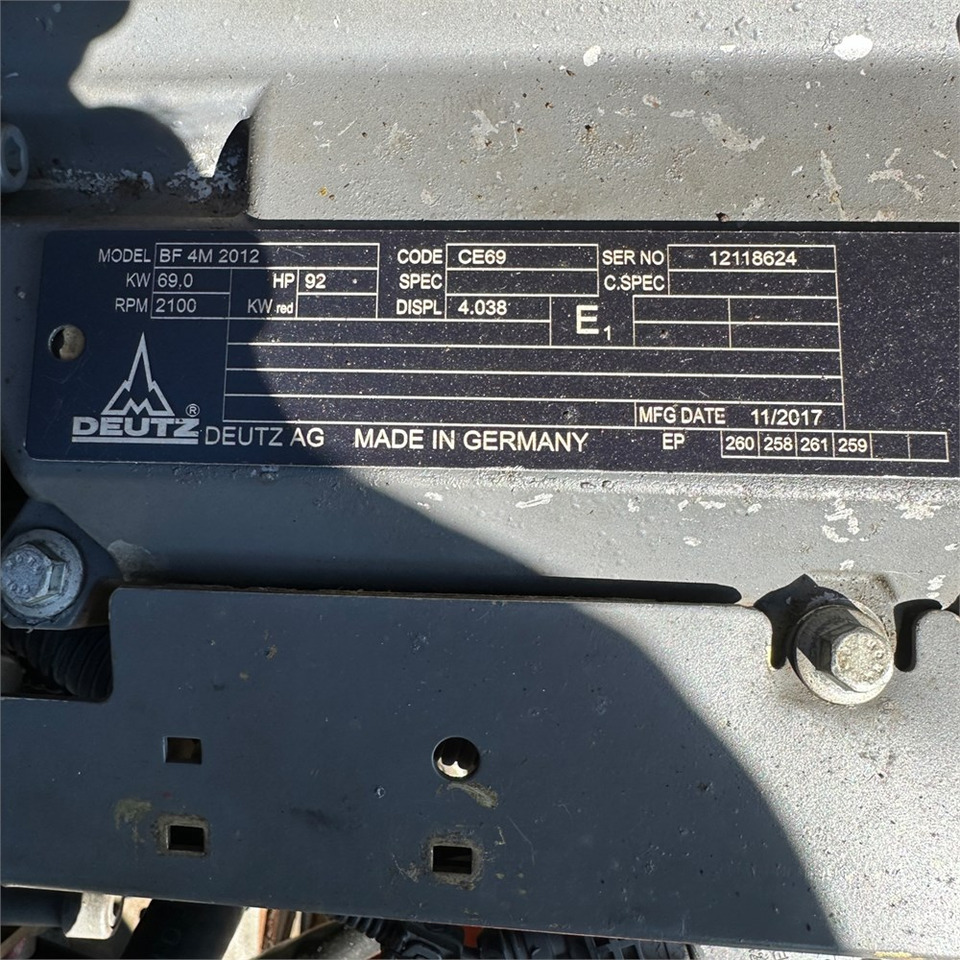 MODEL BF 4M 2012 CODE CE69 SER NO 12118624
KW 69,0 HP 92 SPEC C.SPEC
RPM 2100 KW red DISPL 4.038 E1
MFG DATE 11/2017
DEUTZ ® DEUTZ AG MADE IN GERMANY EP 260 258 261 259